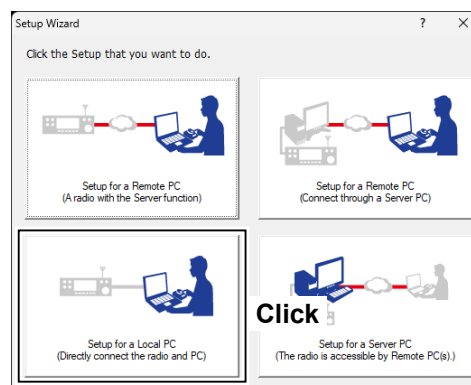 Setup Wizard
Click the Setup that you want to do.
Setup for a Remote PC
(A radio with the Server function)
Setup for a Remote PC
(Connect through a Server PC)
Setup for a Local PC
(Directly connect the radio and PC)
Click
Setup for a Server PC
(The radio is accessible by Remote PC(s).)